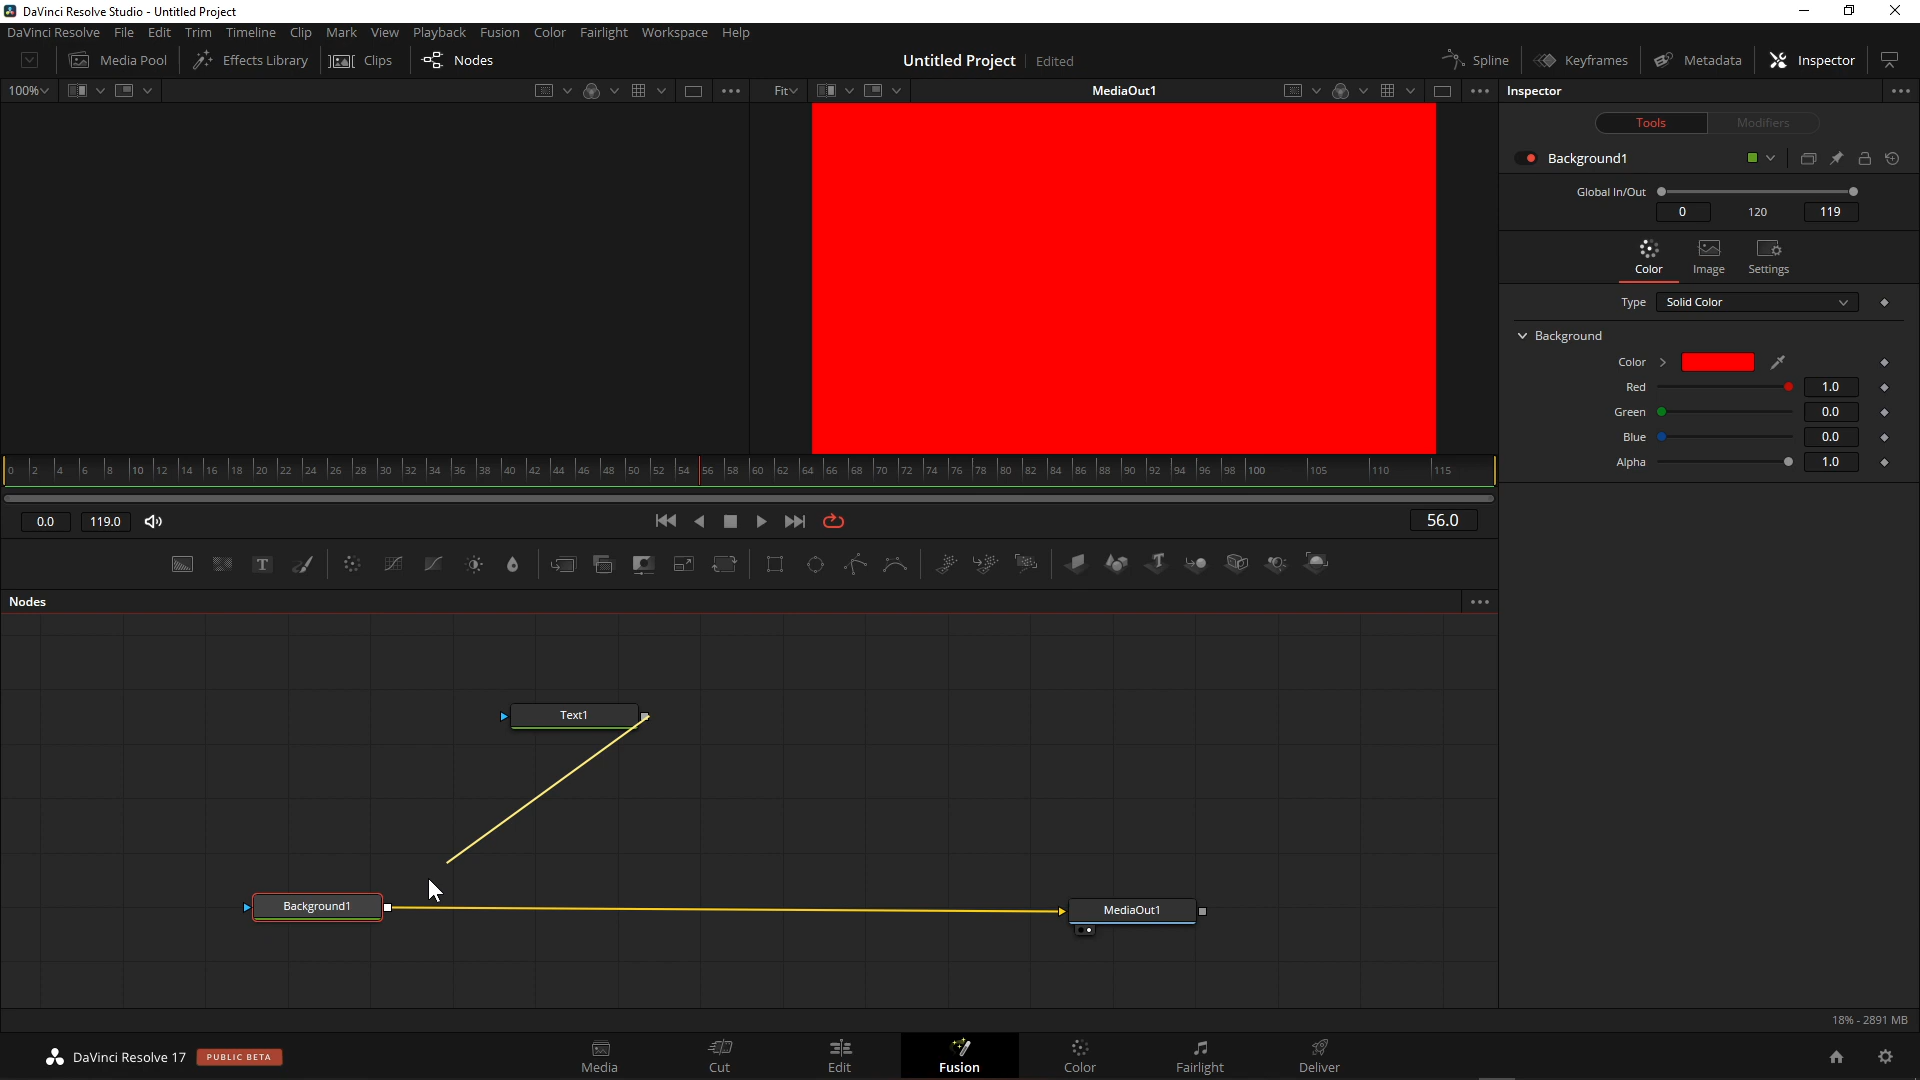 DaVinci Resolve Studio - Untitled Project
DaVinci Resolve File Edit Trim Timeline Clip Mark View Playback Fusion Color Fairlight Workspace Help
Media Pool Effects Library Clips Nodes Untitled Project Edited Spline Keyframes Metadata Inspector
100% Fit MediaOut1 Inspector
Tools Modifiers
Background1
Global In/Out
0 120 119
Color Image Settings
Type Solid Color
Background
Color
Red 1.0
Green 0.0
Blue 0.0
Alpha 1.0
0 2 4 6 8 10 12 14 16 18 20 22 24 26 28 30 32 34 36 38 40 42 44 46 48 50 52 54 56 58 60 62 64 66 68 70 72 74 76 78 80 82 84 86 88 90 92 94 96 98 100 105 110 115
0.0 119.0 56.0
T T
Nodes
Text1
Background1
MediaOut1
18% - 2891 MB
DaVinci Resolve 17 PUBLIC BETA
Media Cut Edit Fusion Color Fairlight Deliver